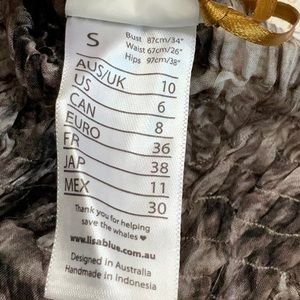 S
Bust 87cm/34"
Waist 67cm/26"
Hips 97cm/38"
AUS/UK 10
US 6
CAN 8
EURO 36
FR 38
JAP 11
MEX 30
Thank you for helping
save the whales ♥
www.lisablue.com.au
Designed in Australia
Handmade in Indonesia